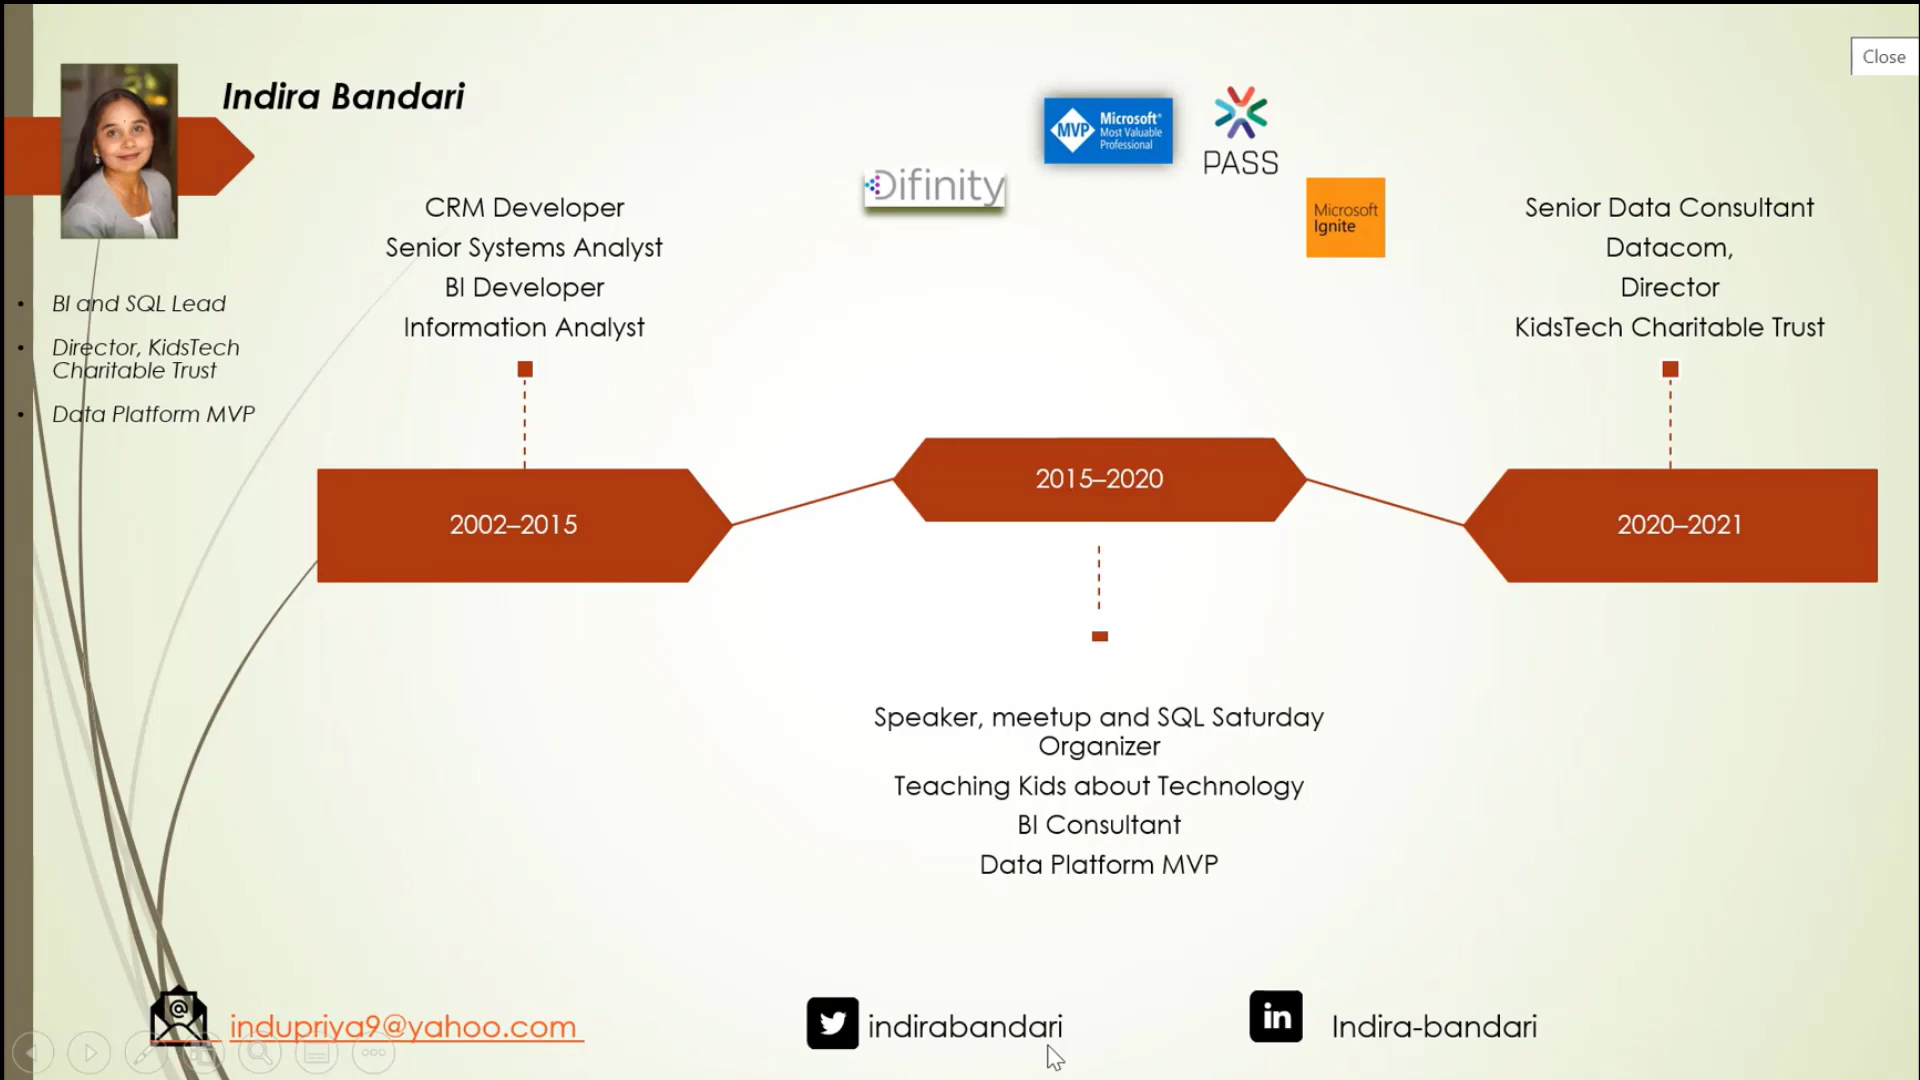 Close
Indira Bandari
MVP
Microsoft®
Most Valuable
Professional
PASS
Difinity
Microsoft
Ignite
CRM Developer
Senior Systems Analyst
BI Developer
Information Analyst
Senior Data Consultant
Datacom,
Director
KidsTech Charitable Trust
• BI and SQL Lead
• Director, KidsTech
Charitable Trust
• Data Platform MVP
2002–2015
2015–2020
2020–2021
Speaker, meetup and SQL Saturday
Organizer
Teaching Kids about Technology
BI Consultant
Data Platform MVP
indupriya9@yahoo.com
indirabandari
in
Indira-bandari